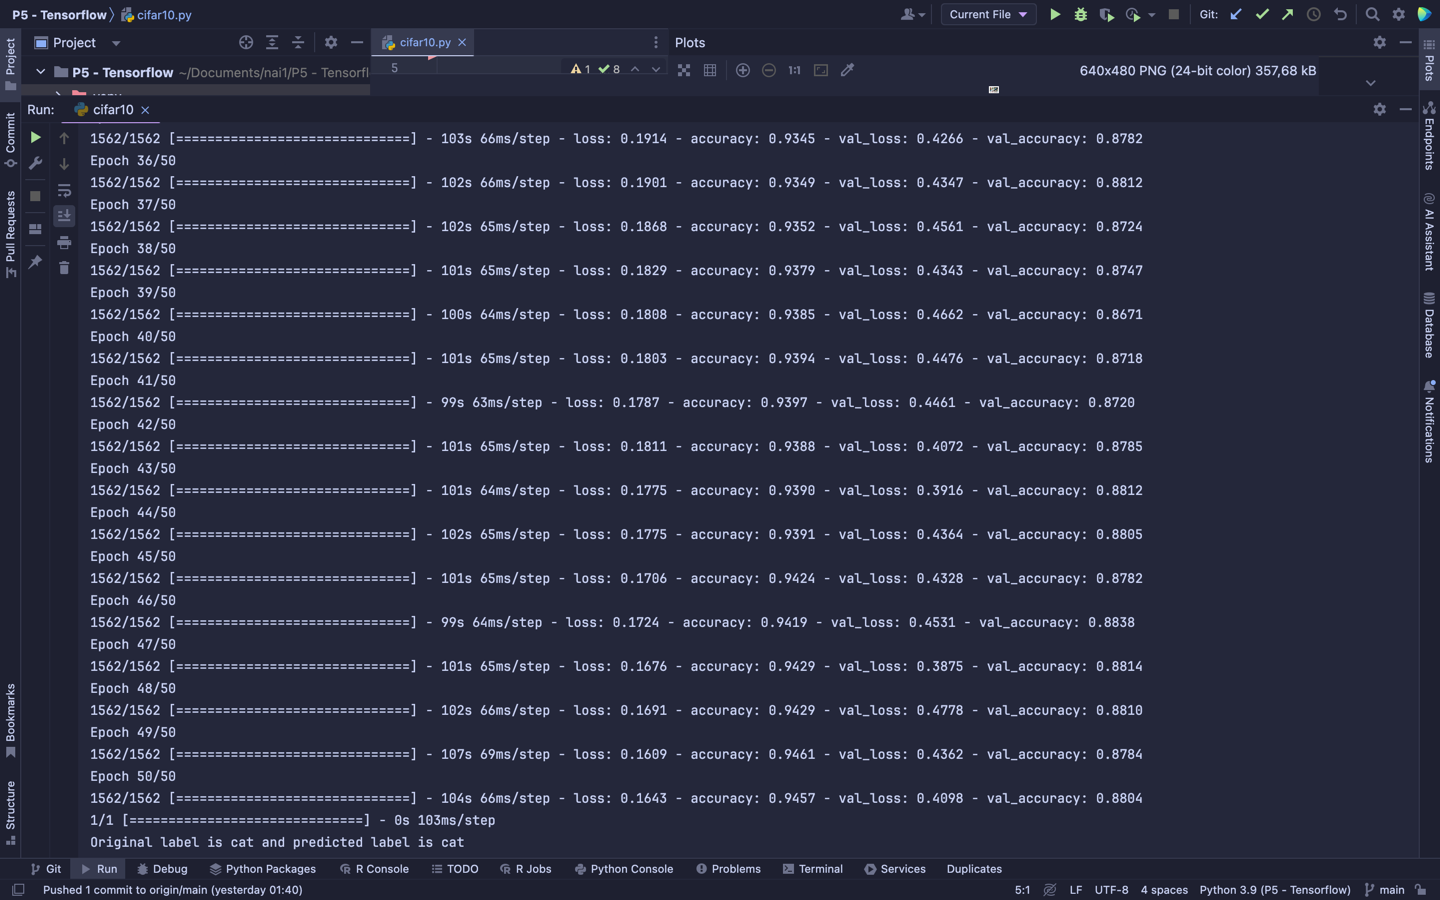 P5 - Tensorflow
cifar10.py
Current File
Git:
Project
cifar10.py
Plots
P5 - Tensorflow ~/Documents/nai1/P5 - Tensorfl
5
1
8
1:1
640x480 PNG (24-bit color) 357,68 kB
Run:
cifar10
1562/1562 [==============================] - 103s 66ms/step - loss: 0.1914 - accuracy: 0.9345 - val_loss: 0.4266 - val_accuracy: 0.8782
Epoch 36/50
1562/1562 [==============================] - 102s 66ms/step - loss: 0.1901 - accuracy: 0.9349 - val_loss: 0.4347 - val_accuracy: 0.8812
Epoch 37/50
1562/1562 [==============================] - 102s 65ms/step - loss: 0.1868 - accuracy: 0.9352 - val_loss: 0.4561 - val_accuracy: 0.8724
Epoch 38/50
1562/1562 [==============================] - 101s 65ms/step - loss: 0.1829 - accuracy: 0.9379 - val_loss: 0.4343 - val_accuracy: 0.8747
Epoch 39/50
1562/1562 [==============================] - 100s 64ms/step - loss: 0.1808 - accuracy: 0.9385 - val_loss: 0.4662 - val_accuracy: 0.8671
Epoch 40/50
1562/1562 [==============================] - 101s 65ms/step - loss: 0.1803 - accuracy: 0.9394 - val_loss: 0.4476 - val_accuracy: 0.8718
Epoch 41/50
1562/1562 [==============================] - 99s 63ms/step - loss: 0.1787 - accuracy: 0.9397 - val_loss: 0.4461 - val_accuracy: 0.8720
Epoch 42/50
1562/1562 [==============================] - 101s 65ms/step - loss: 0.1811 - accuracy: 0.9388 - val_loss: 0.4072 - val_accuracy: 0.8785
Epoch 43/50
1562/1562 [==============================] - 101s 64ms/step - loss: 0.1775 - accuracy: 0.9390 - val_loss: 0.3916 - val_accuracy: 0.8812
Epoch 44/50
1562/1562 [==============================] - 102s 65ms/step - loss: 0.1775 - accuracy: 0.9391 - val_loss: 0.4364 - val_accuracy: 0.8805
Epoch 45/50
1562/1562 [==============================] - 101s 65ms/step - loss: 0.1706 - accuracy: 0.9424 - val_loss: 0.4328 - val_accuracy: 0.8782
Epoch 46/50
1562/1562 [==============================] - 99s 64ms/step - loss: 0.1724 - accuracy: 0.9419 - val_loss: 0.4531 - val_accuracy: 0.8838
Epoch 47/50
1562/1562 [==============================] - 101s 65ms/step - loss: 0.1676 - accuracy: 0.9429 - val_loss: 0.3875 - val_accuracy: 0.8814
Epoch 48/50
1562/1562 [==============================] - 102s 66ms/step - loss: 0.1691 - accuracy: 0.9429 - val_loss: 0.4778 - val_accuracy: 0.8810
Epoch 49/50
1562/1562 [==============================] - 107s 69ms/step - loss: 0.1609 - accuracy: 0.9461 - val_loss: 0.4362 - val_accuracy: 0.8784
Epoch 50/50
1562/1562 [==============================] - 104s 66ms/step - loss: 0.1643 - accuracy: 0.9457 - val_loss: 0.4098 - val_accuracy: 0.8804
1/1 [==============================] - 0s 103ms/step
Original label is cat and predicted label is cat
Project
Commit
Pull Requests
Bookmarks
Structure
Plots
Endpoints
AI Assistant
Database
Notifications
Git
Run
Debug
Python Packages
R Console
TODO
R Jobs
Python Console
Problems
Terminal
Services
Duplicates
Pushed 1 commit to origin/main (yesterday 01:40)
5:1
LF
UTF-8
4 spaces
Python 3.9 (P5 - Tensorflow)
main